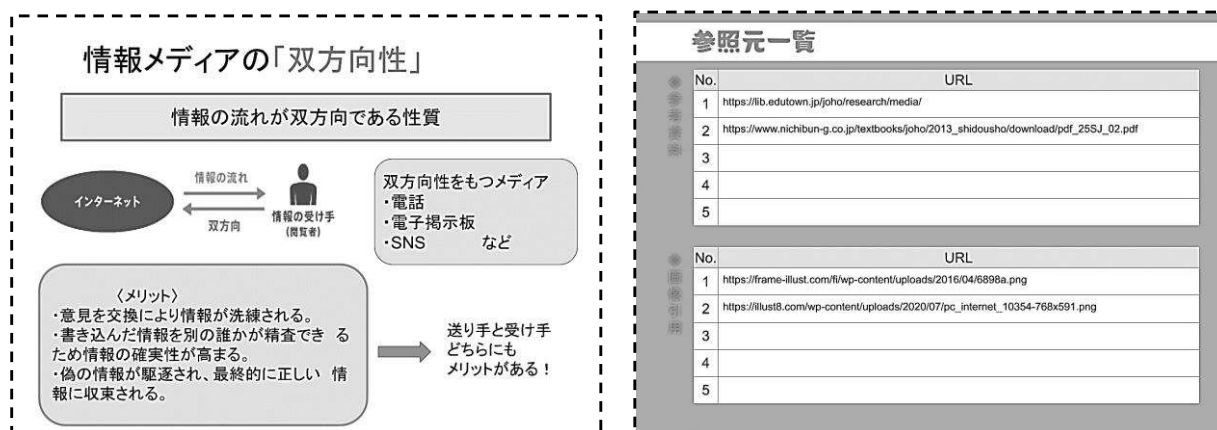 情報メディアの「双方向性」
情報の流れが双方向である性質
インターネット
情報の流れ
双方向
情報の受け手
(閲覧者)
双方向性をもつメディア
・電話
・電子掲示板
・SNS など
〈メリット〉
・意見を交換により情報が洗練される。
・書き込んだ情報を別の誰かが精査でき る
ため情報の確実性が高まる。
・偽の情報が駆逐され、最終的に正しい 情
報に収束される。
送り手と受け手
どちらにも
メリットがある！
参照元一覧
No. URL
1 https://lib.edutown.jp/joho/research/media/
2 https://www.nichibun-g.co.jp/textbooks/joho/2013_shidousho/download/pdf_25SJ_02.pdf
3
4
5
No. URL
1 https://frame-illust.com/fi/wp-content/uploads/2016/04/6898a.png
2 https://illust8.com/wp-content/uploads/2020/07/pc_internet_10354-768x591.png
3
4
5